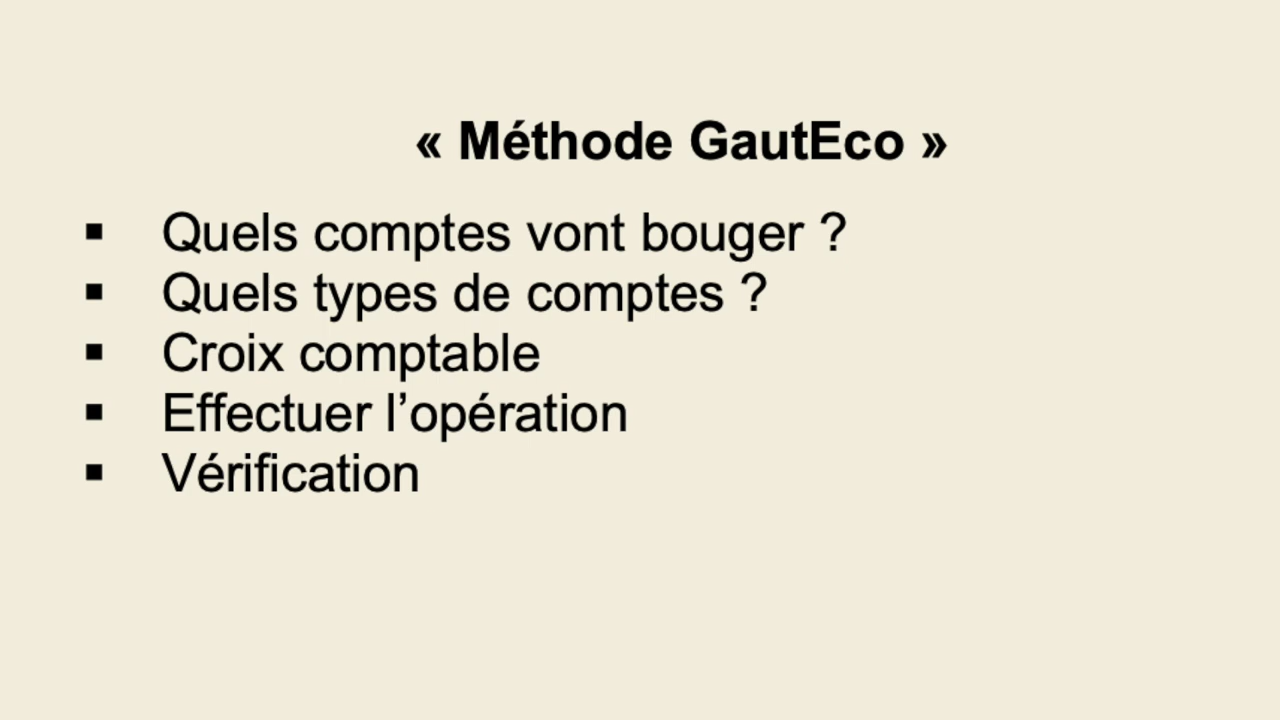 « Méthode GautEco »
▪ Quels comptes vont bouger ?
▪ Quels types de comptes ?
▪ Croix comptable
▪ Effectuer l’opération
▪ Vérification